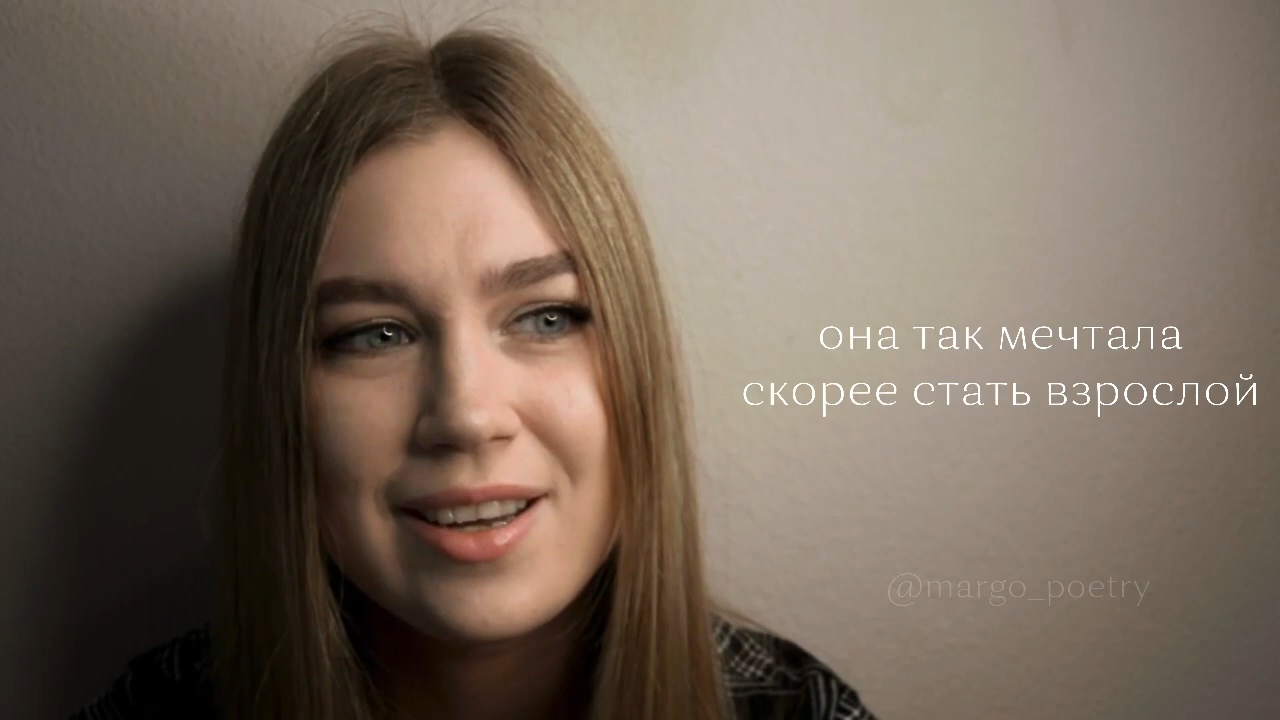 она так мечтала
скорее стать взрослой
@margo_poetry